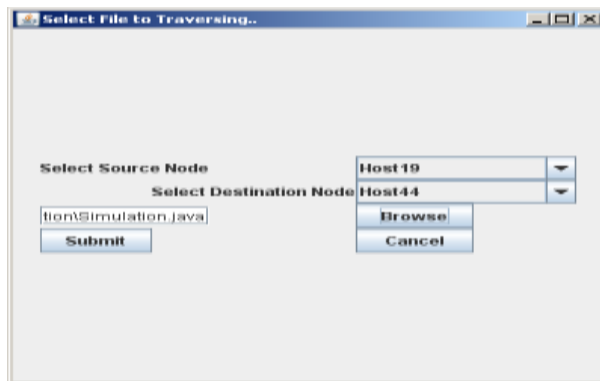 Select File to Traversing..
Select Source Node Host19
Select Destination Node Host44
tion\Simulation.java Browse
Submit Cancel